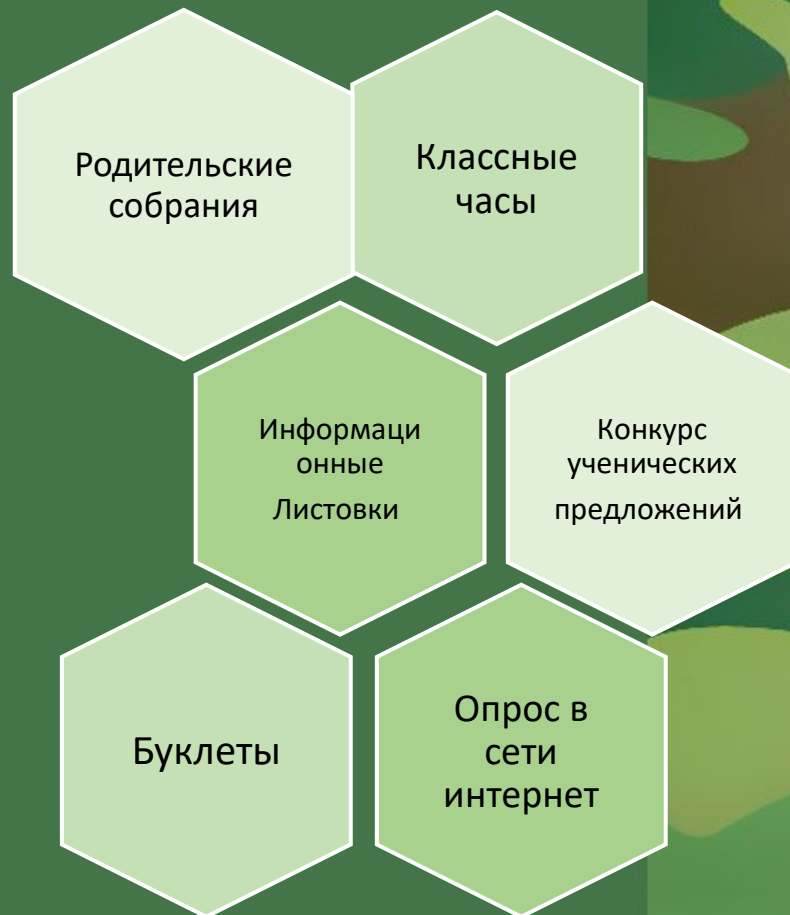 Родительские
собрания
Классные
часы
Информаци
онные
Листовки
Конкурс
ученических
предложений
Буклеты
Опрос в
сети
интернет